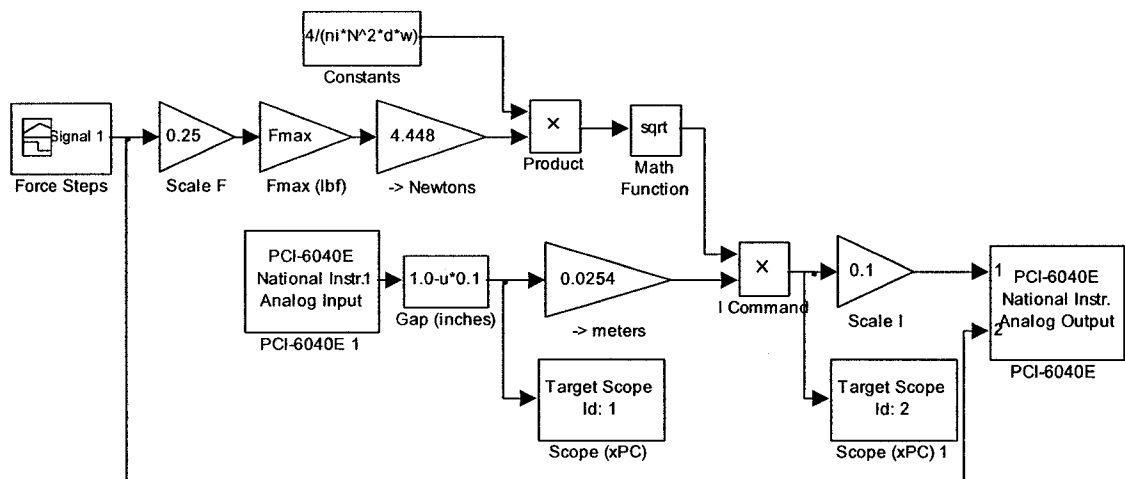 4/(ni*N^2*d*w)
Constants
Signal 1
Force Steps
0.25
Scale F
Fmax
Fmax (lbf)
4.448
-> Newtons
×
Product
sqrt
Math
Function
PCI-6040E
National Instr.1
Analog Input
PCI-6040E 1
1.0-u*0.1
Gap (inches)
0.0254
-> meters
×
I Command
0.1
Scale I
1
2
PCI-6040E
National Instr.
Analog Output
PCI-6040E
Target Scope
Id: 1
Scope (xPC)
Target Scope
Id: 2
Scope (xPC) 1